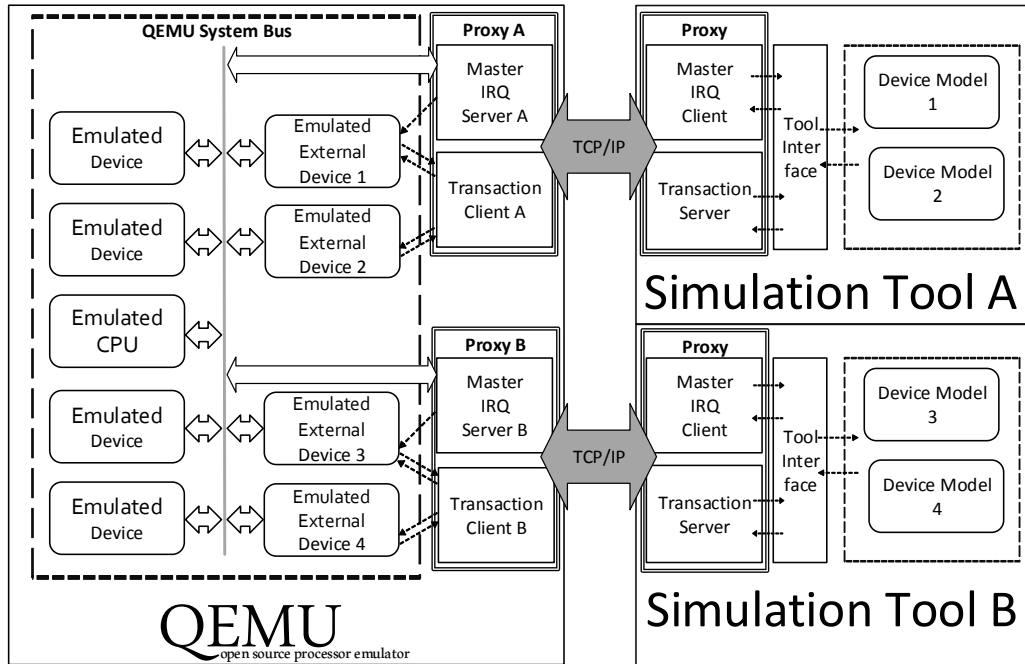 QEMU System Bus
Emulated
Device
Emulated
Device
Emulated
CPU
Emulated
Device
Emulated
Device
Emulated
External
Device 1
Emulated
External
Device 2
Emulated
External
Device 3
Emulated
External
Device 4
Proxy A
Master
IRQ
Server A
Transaction
Client A
Proxy B
Master
IRQ
Server B
Transaction
Client B
QEMU
open source processor emulator
TCP/IP
TCP/IP
Proxy
Master
IRQ
Client
Transaction
Server
Tool
Inter
face
Device Model
1
Device Model
2
Simulation Tool A
Proxy
Master
IRQ
Client
Transaction
Server
Tool
Inter
face
Device Model
3
Device Model
4
Simulation Tool B